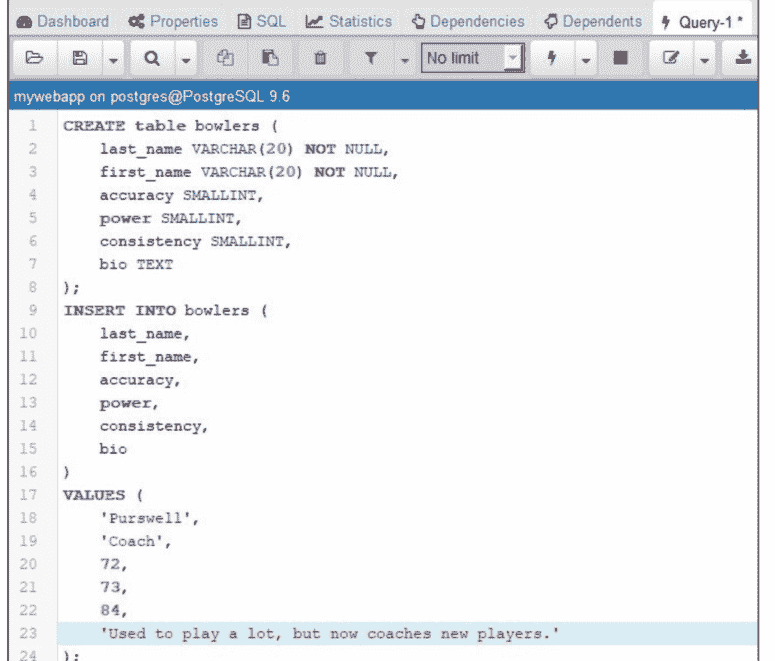 Dashboard Properties SQL Statistics Dependencies Dependents Query-1 *
No limit
mywebapp on postgres@PostgreSQL 9.6
1 CREATE table bowlers (
2     last_name VARCHAR(20) NOT NULL,
3     first_name VARCHAR(20) NOT NULL,
4     accuracy SMALLINT,
5     power SMALLINT,
6     consistency SMALLINT,
7     bio TEXT
8 );
9 INSERT INTO bowlers (
10     last_name,
11     first_name,
12     accuracy,
13     power,
14     consistency,
15     bio
16 )
17 VALUES (
18     'Purswell',
19     'Coach',
20     72,
21     73,
22     84,
23     'Used to play a lot, but now coaches new players.'
24 );